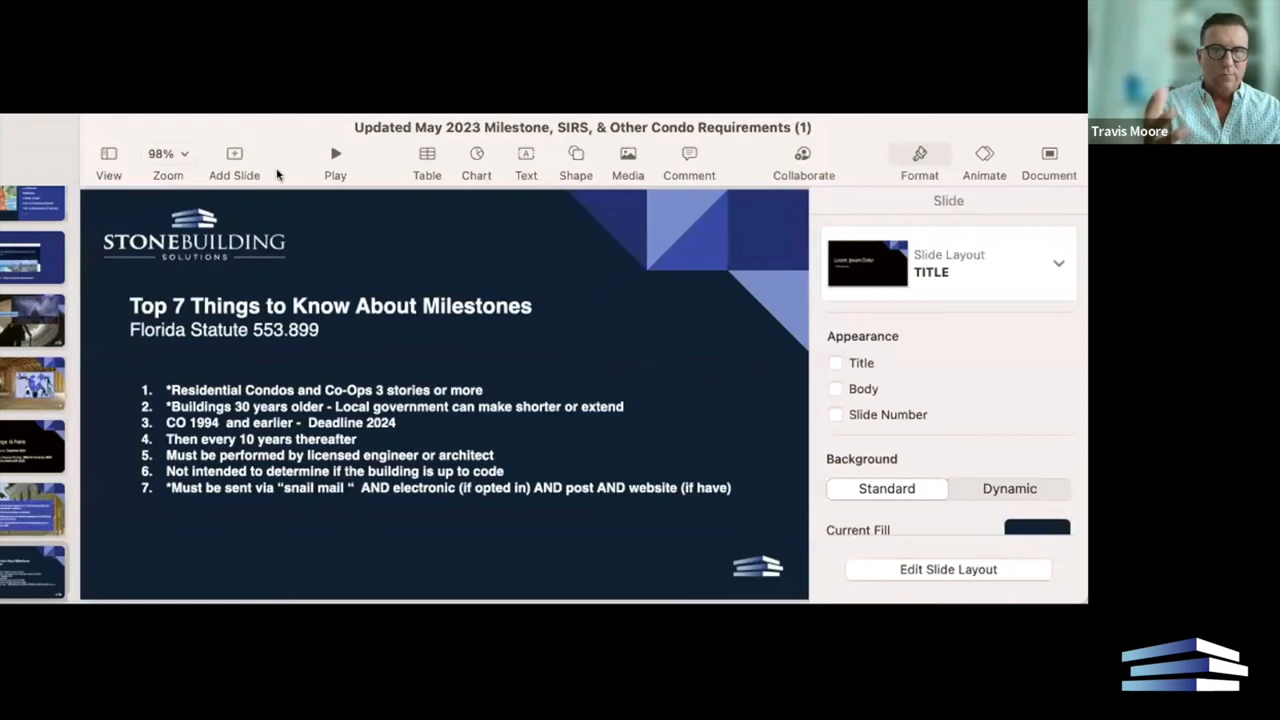 Travis Moore
Updated May 2023 Milestone, SIRS, & Other Condo Requirements (1)
98%
View
Zoom
Add Slide
Play
Table
Chart
Text
Shape
Media
Comment
Collaborate
Format
Animate
Document
STONEBUILDING
SOLUTIONS
Top 7 Things to Know About Milestones
Florida Statute 553.899
1. *Residential Condos and Co-Ops 3 stories or more
2. *Buildings 30 years older - Local government can make shorter or extend
3. CO 1994 and earlier - Deadline 2024
4. Then every 10 years thereafter
5. Must be performed by licensed engineer or architect
6. Not intended to determine if the building is up to code
7. *Must be sent via “snail mail “ AND electronic (if opted in) AND post AND website (if have)
Slide
Lorem Ipsum Dolor
Slide Layout
TITLE
Appearance
Title
Body
Slide Number
Background
Standard
Dynamic
Current Fill
Edit Slide Layout